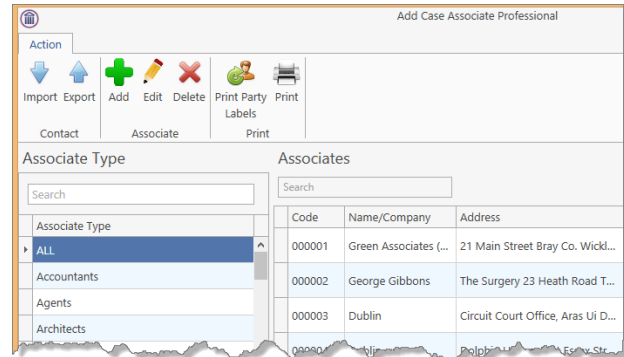 Add Case Associate Professional
Action
Import Export Add Edit Delete Print Party Labels Print
Contact Associate Print
Associate Type
Search
Associate Type
ALL
Accountants
Agents
Architects
Associates
Search
Code Name/Company Address
000001 Green Associates (... 21 Main Street Bray Co. Wickl...
000002 George Gibbons The Surgery 23 Heath Road T...
000003 Dublin Circuit Court Office, Aras Ui D...